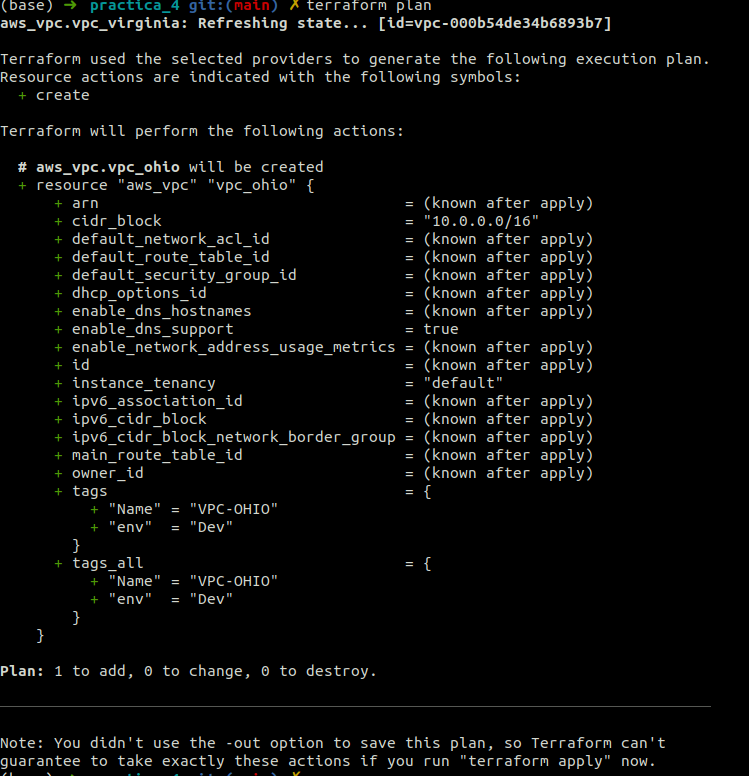 (base) → practica_4 git:(main) ✗ terraform plan
aws_vpc.vpc_virginia: Refreshing state... [id=vpc-000b54de34b6893b7]
Terraform used the selected providers to generate the following execution plan.
Resource actions are indicated with the following symbols:
+ create
Terraform will perform the following actions:
# aws_vpc.vpc_ohio will be created
+ resource "aws_vpc" "vpc_ohio" {
+ arn = (known after apply)
+ cidr_block = "10.0.0.0/16"
+ default_network_acl_id = (known after apply)
+ default_route_table_id = (known after apply)
+ default_security_group_id = (known after apply)
+ dhcp_options_id = (known after apply)
+ enable_dns_hostnames = (known after apply)
+ enable_dns_support = true
+ enable_network_address_usage_metrics = (known after apply)
+ id = (known after apply)
+ instance_tenancy = "default"
+ ipv6_association_id = (known after apply)
+ ipv6_cidr_block = (known after apply)
+ ipv6_cidr_block_network_border_group = (known after apply)
+ main_route_table_id = (known after apply)
+ owner_id = (known after apply)
+ tags = {
+ "Name" = "VPC-OHIO"
+ "env" = "Dev"
}
+ tags_all = {
+ "Name" = "VPC-OHIO"
+ "env" = "Dev"
}
}
Plan: 1 to add, 0 to change, 0 to destroy.
Note: You didn't use the -out option to save this plan, so Terraform can't
guarantee to take exactly these actions if you run "terraform apply" now.